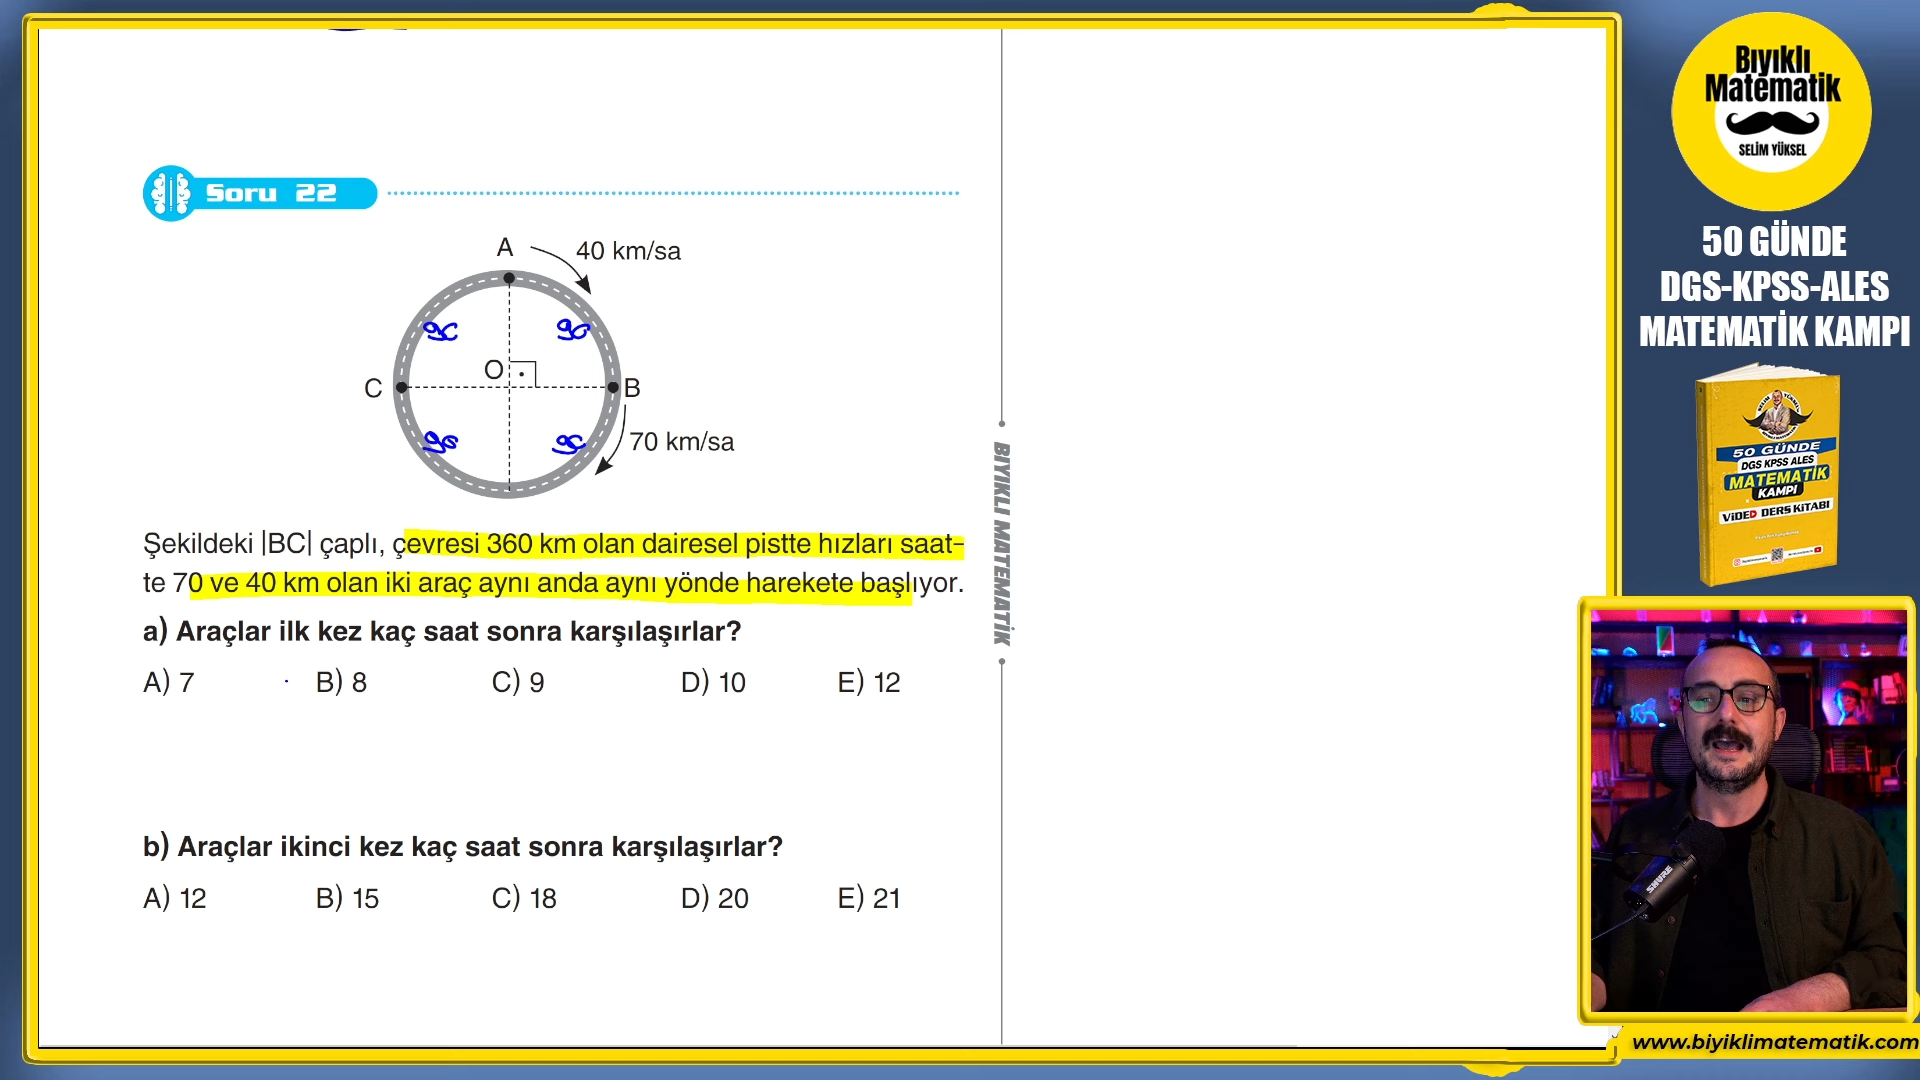 Soru 22
A
40 km/sa
90
90
O
C
B
90
90
70 km/sa
Şekildeki |BC| çaplı, çevresi 360 km olan dairesel pistte hızları saat-
te 70 ve 40 km olan iki araç aynı anda aynı yönde harekete başlıyor.
a) Araçlar ilk kez kaç saat sonra karşılaşırlar?
A) 7 B) 8 C) 9 D) 10 E) 12
b) Araçlar ikinci kez kaç saat sonra karşılaşırlar?
A) 12 B) 15 C) 18 D) 20 E) 21
BIYIKLI MATEMATİK
Bıyıklı
Matematik
SELİM YÜKSEL
50 GÜNDE
DGS-KPSS-ALES
MATEMATİK KAMPI
SELİM YÜKSEL
50 GÜNDE
DGS KPSS ALES
MATEMATİK
KAMPI
VİDEO DERS KİTABI
SHURE
www.biyiklimatematik.com